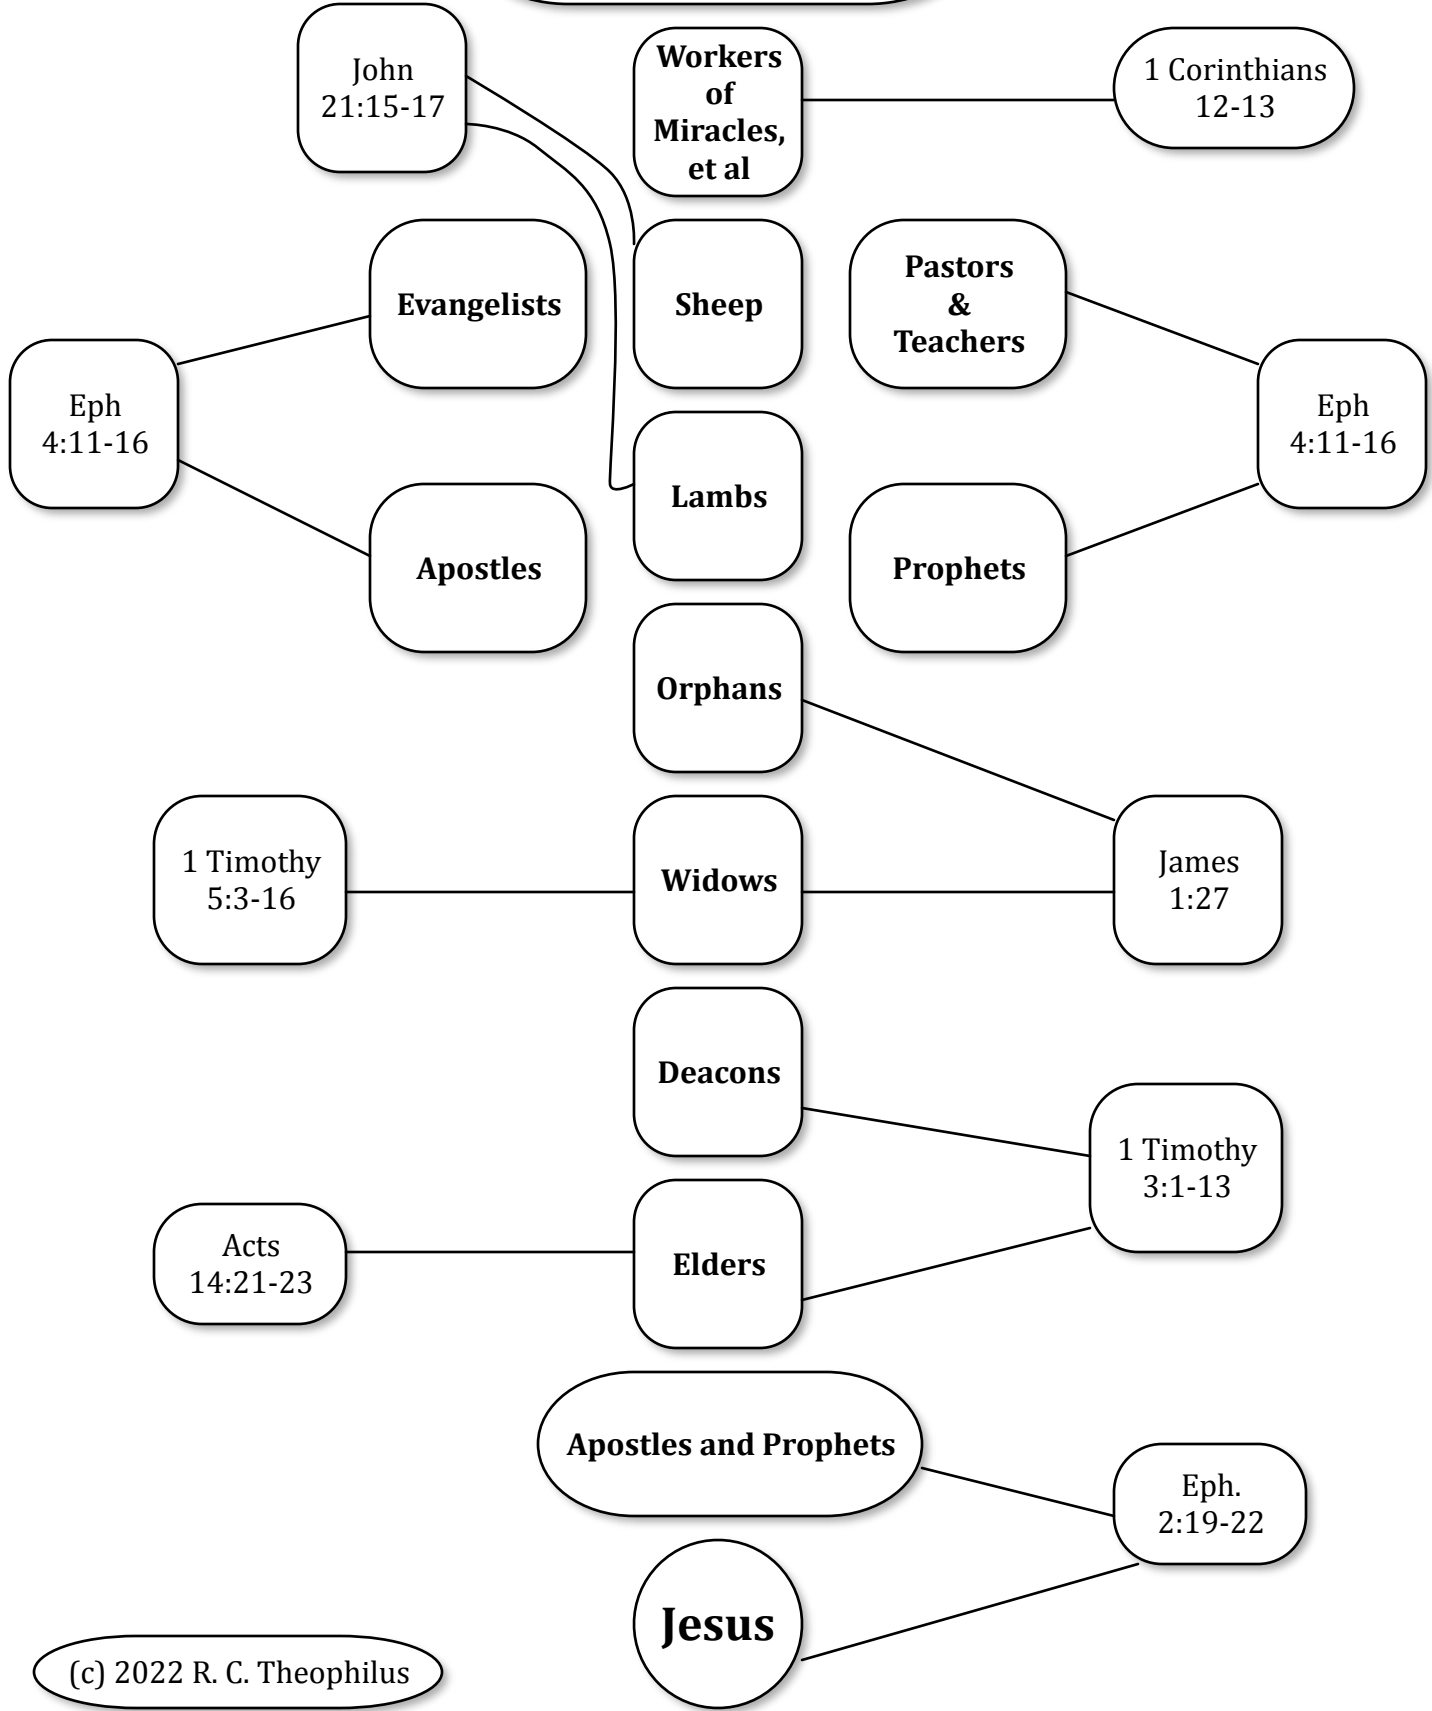 John
21:15-17
Workers
of
Miracles,
et al
1 Corinthians
12-13
Evangelists
Sheep
Pastors
&
Teachers
Eph
4:11-16
Eph
4:11-16
Lambs
Apostles
Prophets
Orphans
1 Timothy
5:3-16
Widows
James
1:27
Deacons
1 Timothy
3:1-13
Acts
14:21-23
Elders
Apostles and Prophets
Eph.
2:19-22
Jesus
(c) 2022 R. C. Theophilus